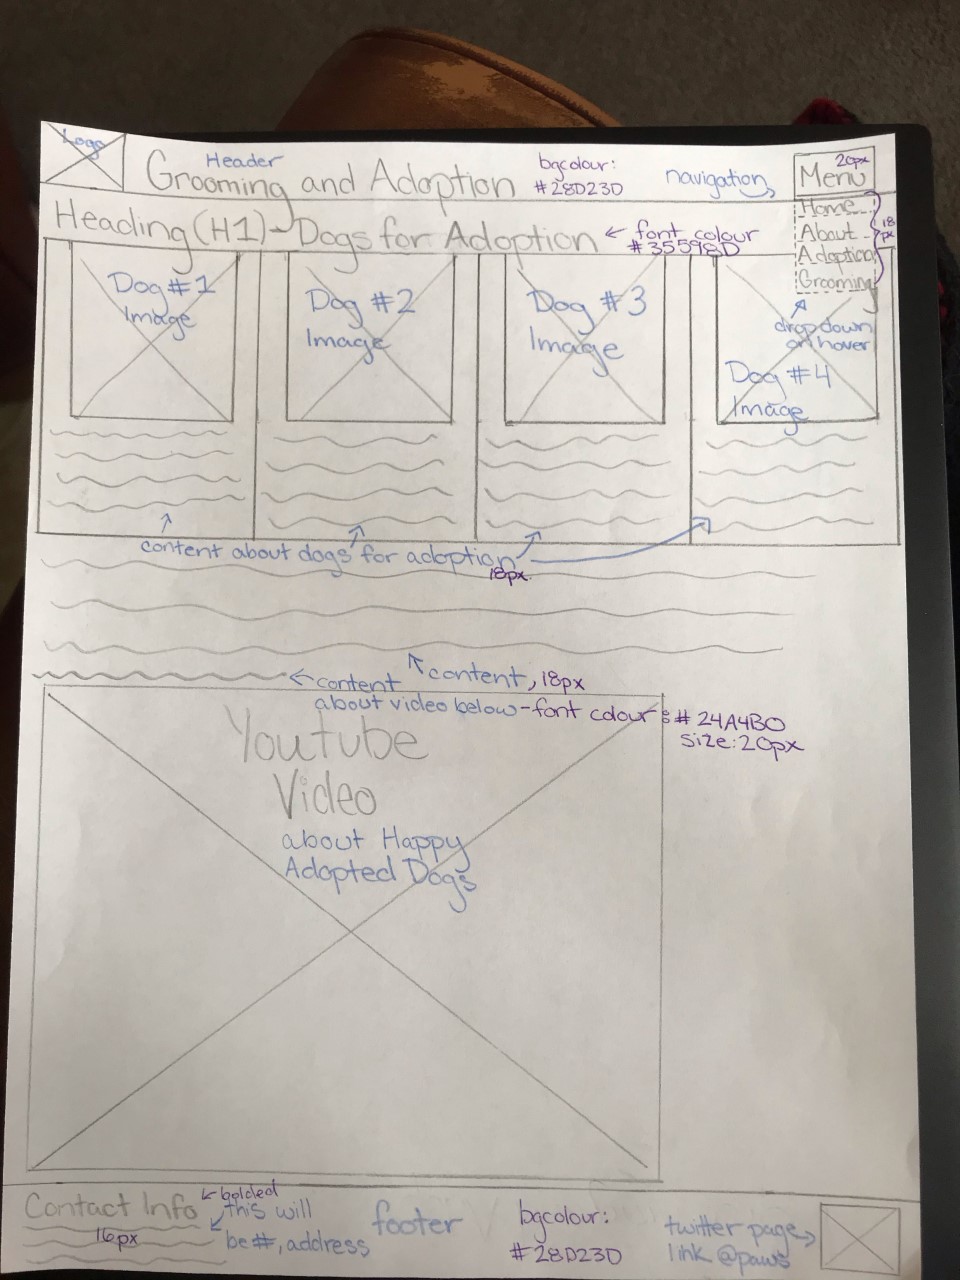 Logo
Header
Grooming and Adoption
bgcolour:
#28D23D
navigation
Menu
20px
Home
About
Adoption
Grooming
18
px
Heading (H1) - Dogs for Adoption
font colour
#35598D
Dog #1
Image
Dog #2
Image
Dog #3
Image
dropdown
on hover
Dog #4
Image
content about dogs for adoption
18px
content, 18px
content
about video below - font colour: #24A4B0
size: 20px
Youtube
Video
about Happy
Adopted Dogs
Contact Info
bolded
this will
be #, address
16px
footer
bgcolour:
#28D23D
twitter page
link @paws